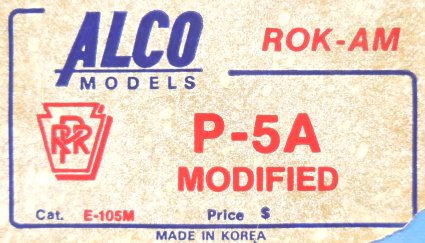 ALCO
MODELS
ROK-AM
PRR
P-5A
MODIFIED
Cat. E-105M Price $
MADE IN KOREA